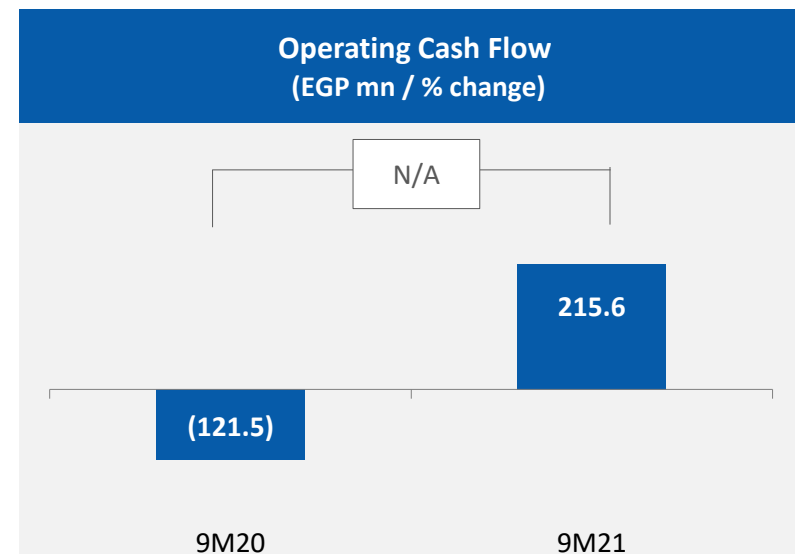 Operating Cash Flow
(EGP mn / % change)
N/A
215.6
(121.5)
9M20
9M21